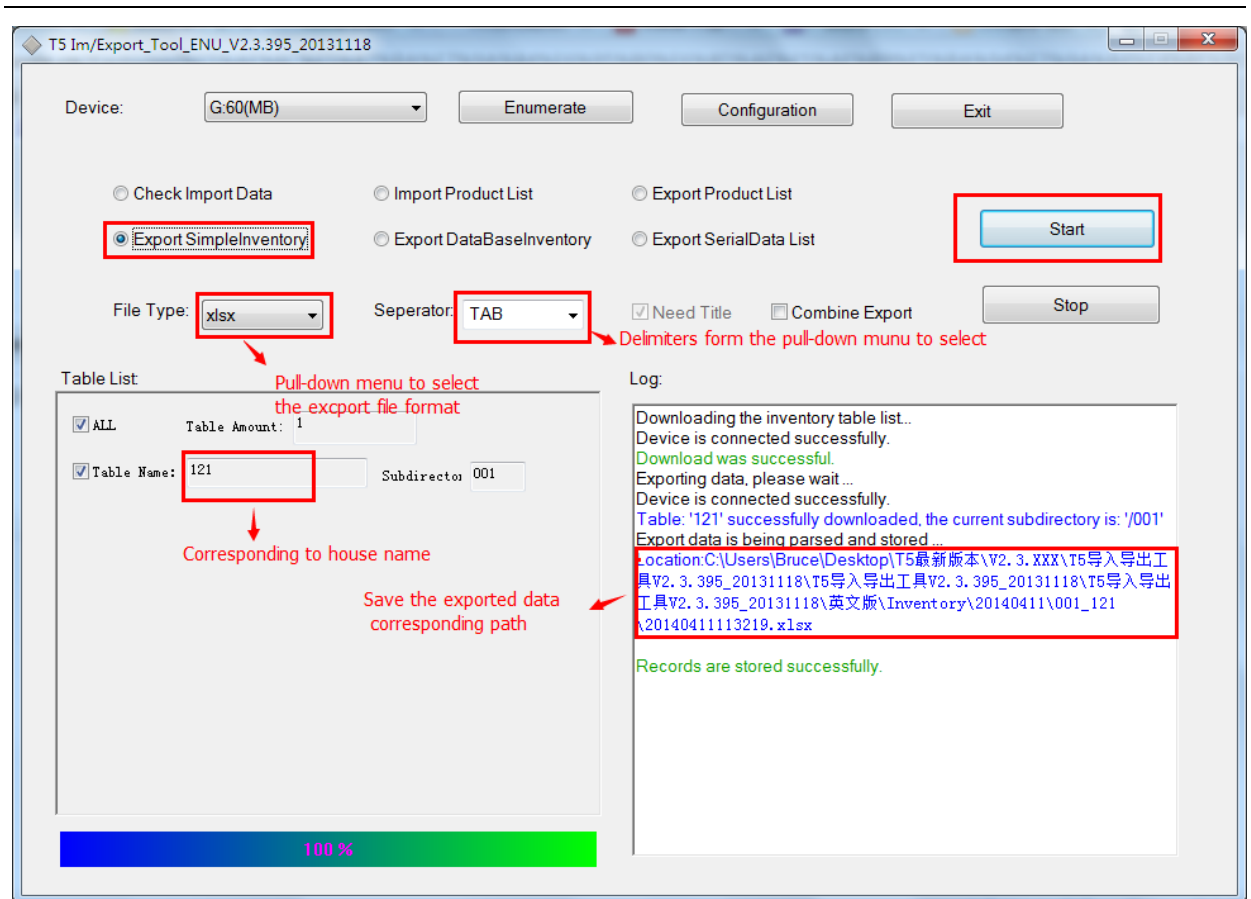 T5 Im/Export_Tool_ENU_V2.3.395_20131118
Device: G:60(MB) Enumerate Configuration Exit
Check Import Data Import Product List Export Product List
Export SimpleInventory Export DataBaseInventory Export SerialData List Start
File Type: xlsx Seperator: TAB Need Title Combine Export Stop
Delimiters form the pull-down munu to select
Table List: Log:
Pull-down menu to select
the excport file format
ALL Table Amount: 1
Table Name: 121 Subdirector 001
Corresponding to house name
Save the exported data
corresponding path
100 %
Downloading the inventory table list...
Device is connected successfully.
Download was successful.
Exporting data, please wait ...
Device is connected successfully.
Table: '121' successfully downloaded, the current subdirectory is: '/001'
Export data is being parsed and stored ...
Location:C:\Users\Bruce\Desktop\T5最新版本\V2.3.XXX\T5导入导出工
具V2.3.395_20131118\T5导入导出工具V2.3.395_20131118\T5导入导出
工具V2.3.395_20131118\英文版\Inventory\20140411\001_121
\20140411113219.xlsx
Records are stored successfully.